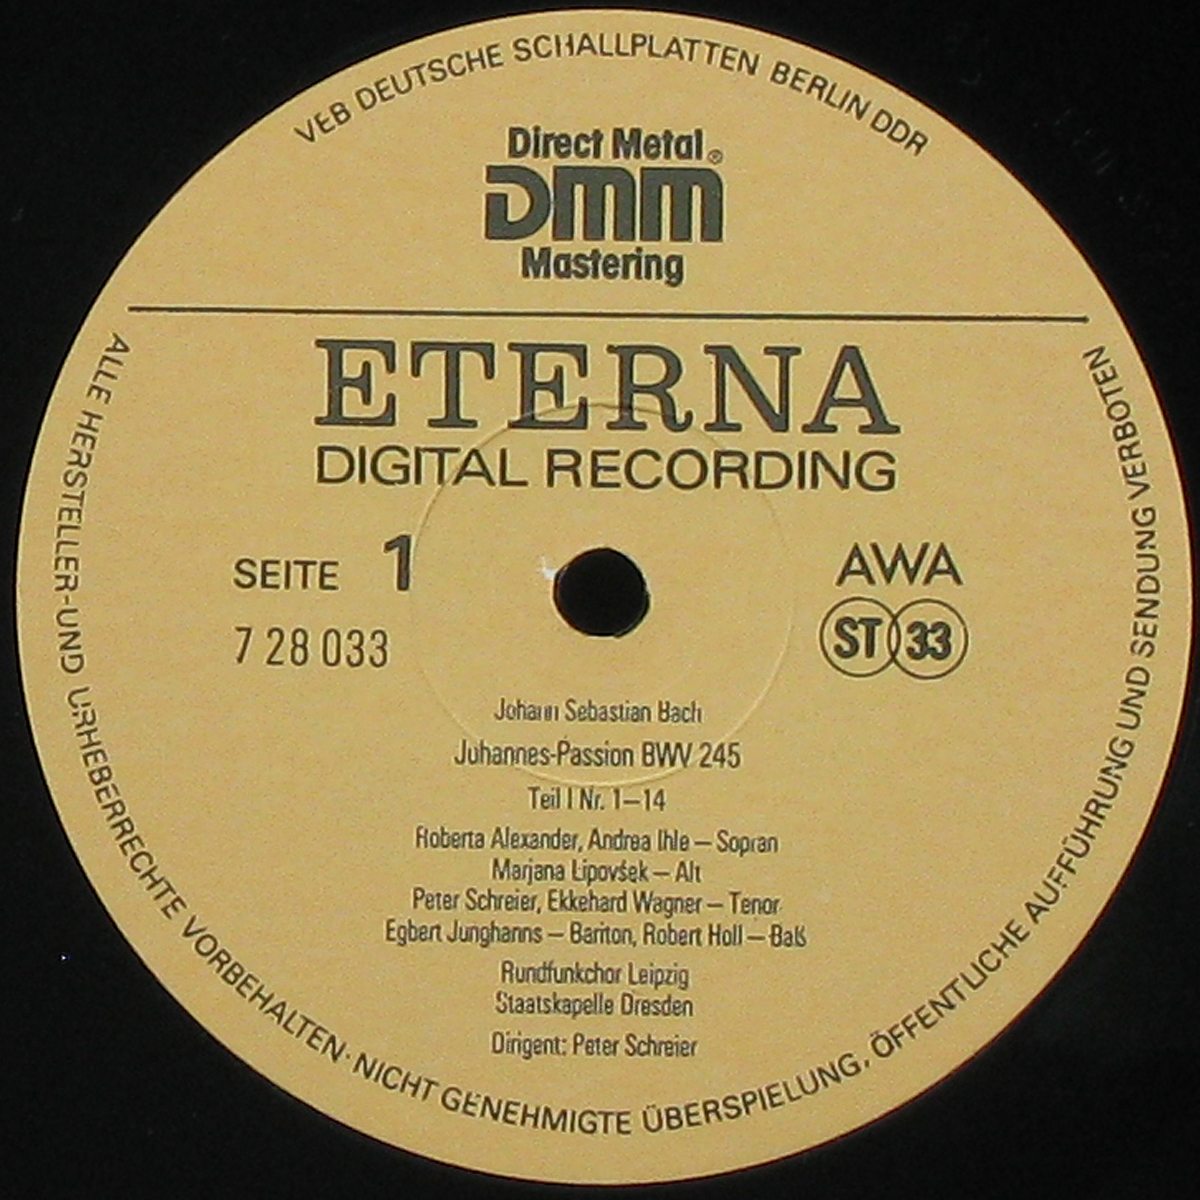 VEB DEUTSCHE SCHALLPLATTEN BERLIN DDR
Direct Metal ®
DMM
Mastering
ETERNA
DIGITAL RECORDING
SEITE 1
7 28 033
AWA
ST 33
Johann Sebastian Bach
Johannes-Passion BWV 245
Teil I Nr. 1–14
Roberta Alexander, Andrea Ihle – Sopran
Marjana Lipovšek – Alt
Peter Schreier, Ekkehard Wagner – Tenor
Egbert Junghanns – Bariton, Robert Holl – Baß
Rundfunkchor Leipzig
Staatskapelle Dresden
Dirigent: Peter Schreier
ALLE HERSTELLER-UND URHEBERRECHTE VORBEHALTEN· NICHT GENEHMIGTE ÜBERSPIELUNG, ÖFFENTLICHE AUFFÜHRUNG UND SENDUNG VERBOTEN